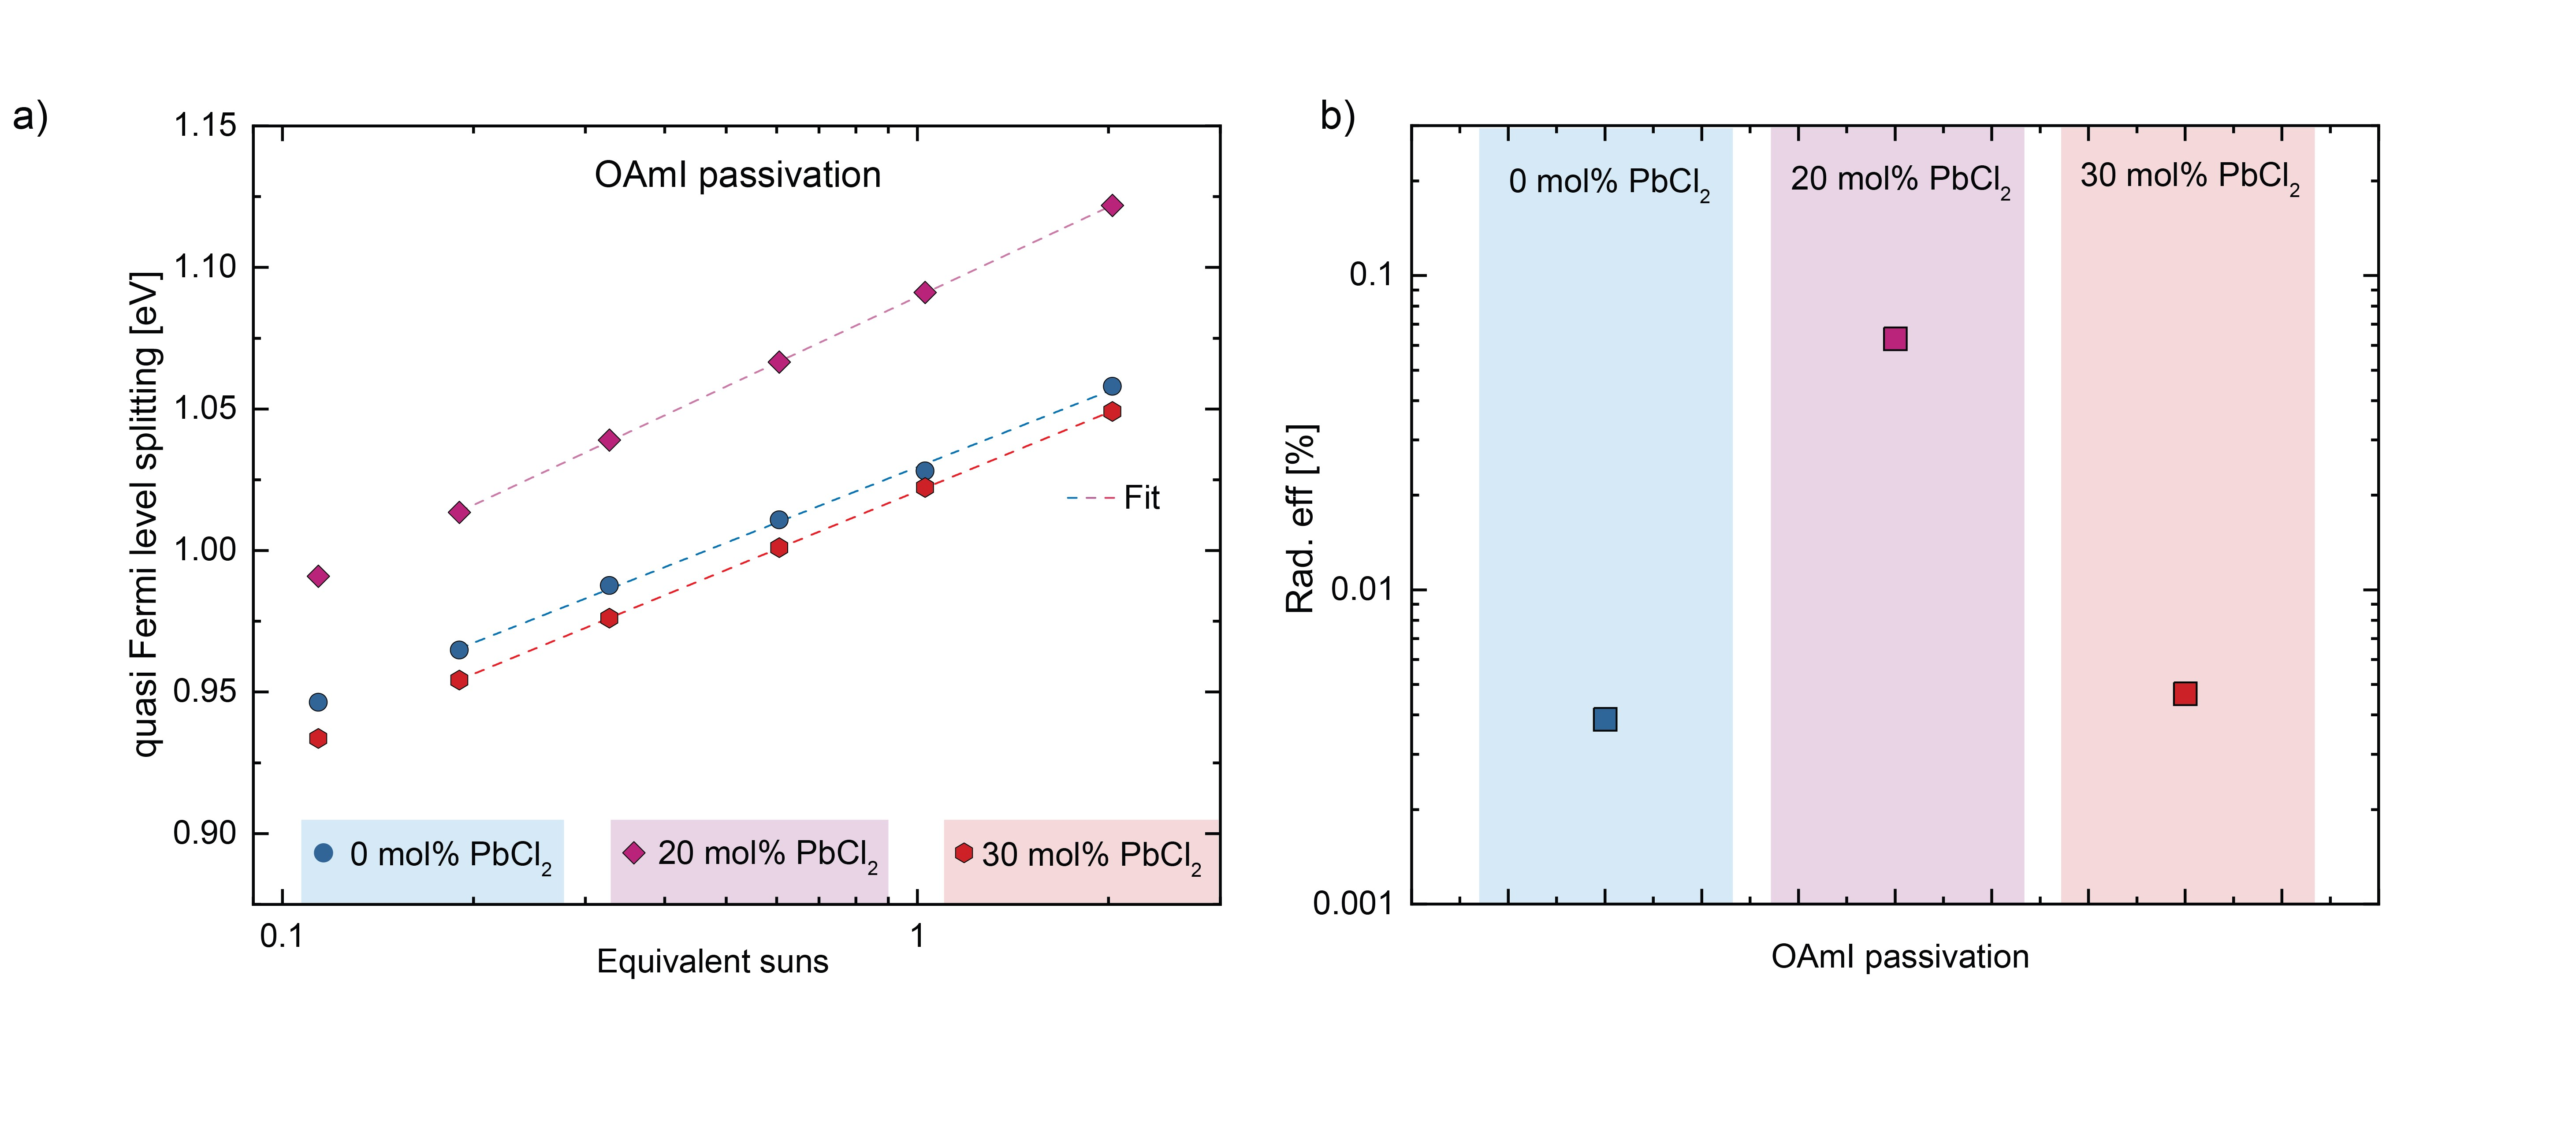 a)
OAmI passivation
quasi Fermi level splitting [eV]
1.15
1.10
1.05
1.00
0.95
0.90
Fit
0 mol% PbCl₂
20 mol% PbCl₂
30 mol% PbCl₂
0.1
1
Equivalent suns
b)
0 mol% PbCl₂
20 mol% PbCl₂
30 mol% PbCl₂
Rad. eff [%]
0.1
0.01
0.001
OAmI passivation